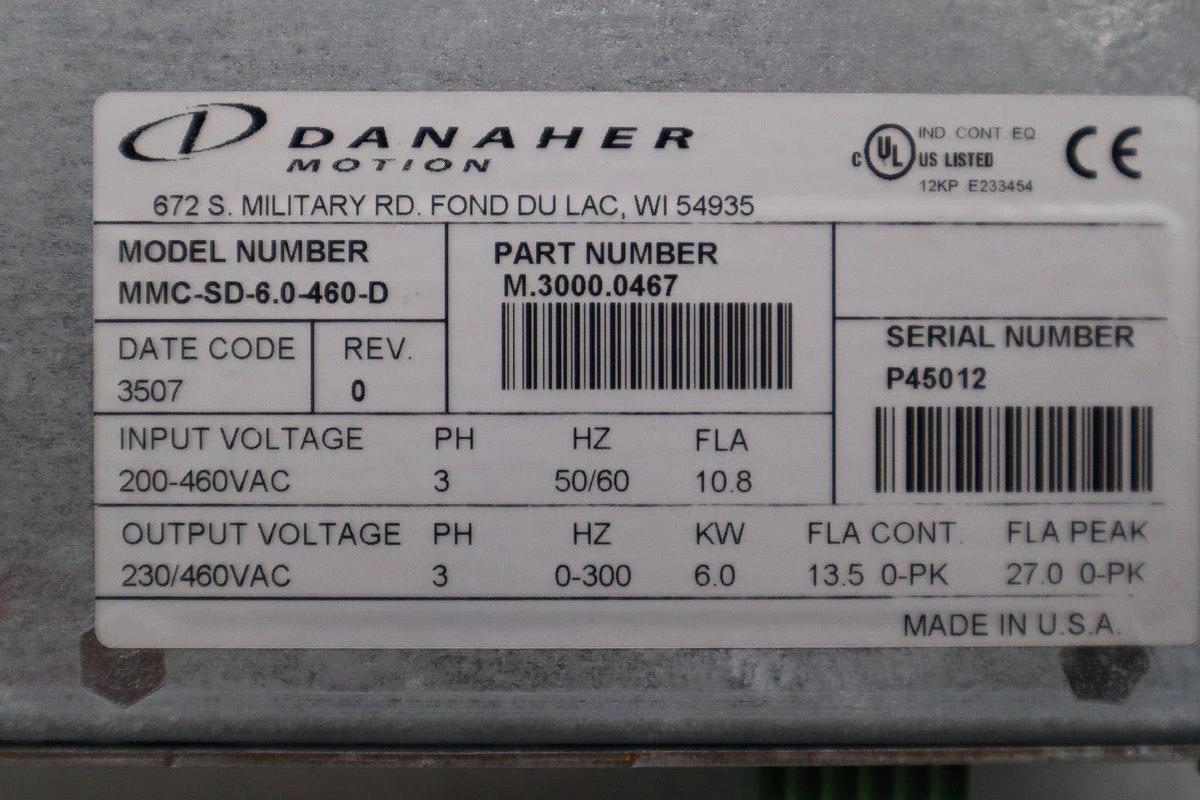 DANAHER
MOTION
672 S. MILITARY RD. FOND DU LAC, WI 54935
C UL US LISTED
IND. CONT. EQ
12KP E233454
CE
MODEL NUMBER
MMC-SD-6.0-460-D
PART NUMBER
M.3000.0467
DATE CODE REV.
3507 0
SERIAL NUMBER
P45012
INPUT VOLTAGE PH HZ FLA
200-460VAC 3 50/60 10.8
OUTPUT VOLTAGE PH HZ KW FLA CONT. FLA PEAK
230/460VAC 3 0-300 6.0 13.5 0-PK 27.0 0-PK
MADE IN U.S.A.